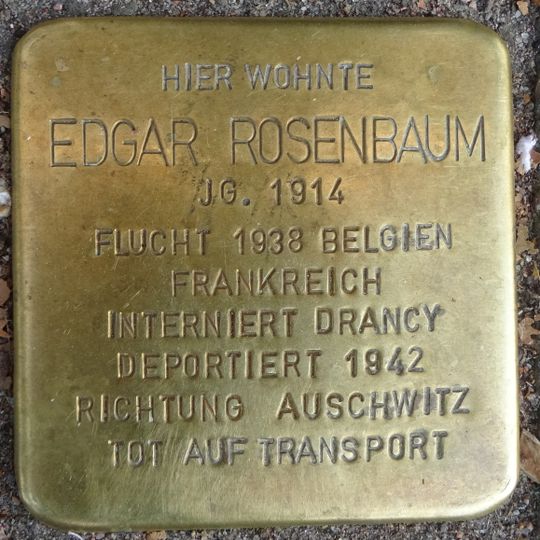 HIER WOHNTE
EDGAR ROSENBAUM
JG. 1914
FLUCHT 1938 BELGIEN
FRANKREICH
INTERNIERT DRANCY
DEPORTIERT 1942
RICHTUNG AUSCHWITZ
TOT AUF TRANSPORT